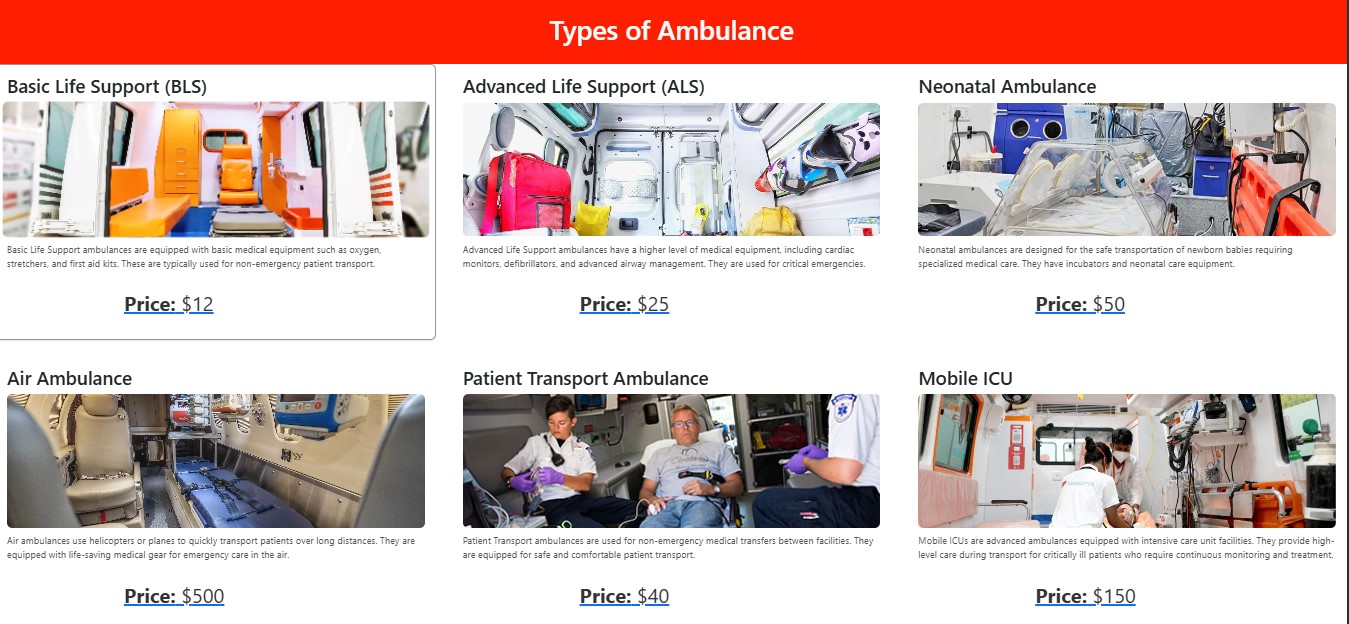 Types of Ambulance
Basic Life Support (BLS)
Basic Life Support ambulances are equipped with basic medical equipment such as oxygen,
stretchers, and first aid kits. These are typically used for non-emergency patient transport.
Price: $12
Advanced Life Support (ALS)
Advanced Life Support ambulances have a higher level of medical equipment, including cardiac
monitors, defibrillators, and advanced airway management. They are used for critical emergencies.
Price: $25
Neonatal Ambulance
Neonatal ambulances are designed for the safe transportation of newborn babies requiring
specialized medical care. They have incubators and neonatal care equipment.
Price: $50
Air Ambulance
Air ambulances use helicopters or planes to quickly transport patients over long distances. They are
equipped with life-saving medical gear for emergency care in the air.
Price: $500
Patient Transport Ambulance
Patient Transport ambulances are used for non-emergency medical transfers between facilities. They
are equipped for safe and comfortable patient transport.
Price: $40
Mobile ICU
Mobile ICUs are advanced ambulances equipped with intensive care unit facilities. They provide high-
level care during transport for critically ill patients who require continuous monitoring and treatment.
Price: $150